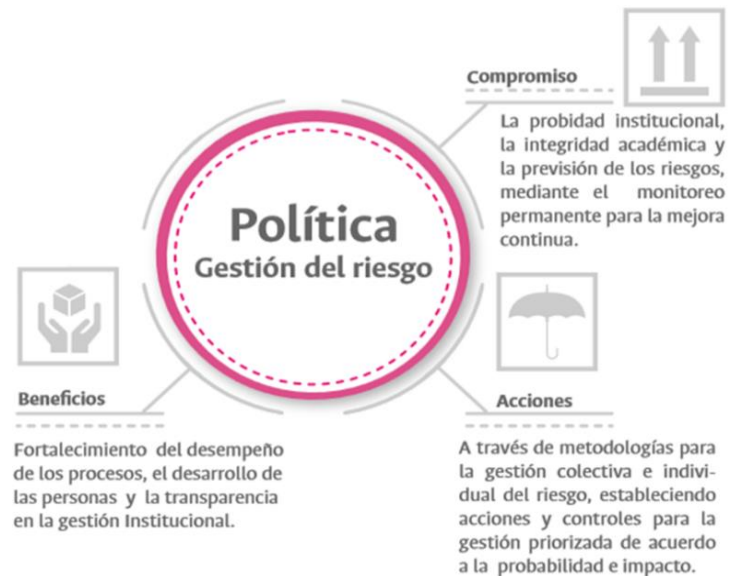 Política
Gestión del riesgo
Compromiso
La probidad institucional,
la integridad académica y
la previsión de los riesgos,
mediante el monitoreo
permanente para la mejora
continua.
Beneficios
Fortalecimiento del desempeño
de los procesos, el desarrollo de
las personas y la transparencia
en la gestión Institucional.
Acciones
A través de metodologías para
la gestión colectiva e indivi-
dual del riesgo, estableciendo
acciones y controles para la
gestión priorizada de acuerdo
a la probabilidad e impacto.